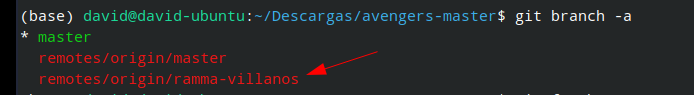 (base) david@david-ubuntu:~/Descargas/avengers-master$ git branch -a
* master
remotes/origin/master
remotes/origin/ramma-villanos